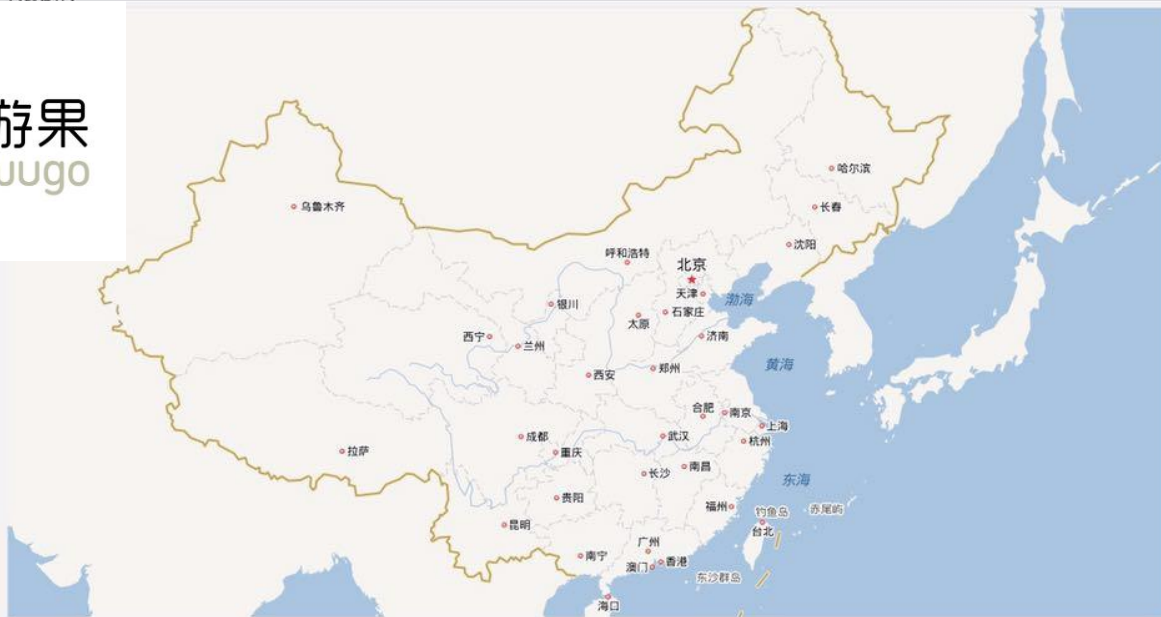 游果
uugo
哈尔滨
乌鲁木齐
长春
沈阳
呼和浩特
北京
天津
渤海
银川
石家庄
太原
西宁
济南
兰州
黄海
郑州
西安
合肥
南京
上海
成都
武汉
杭州
拉萨
重庆
南昌
长沙
东海
贵阳
福州
钓鱼岛
赤尾屿
昆明
台北
广州
南宁
香港
澳门
东沙群岛
海口